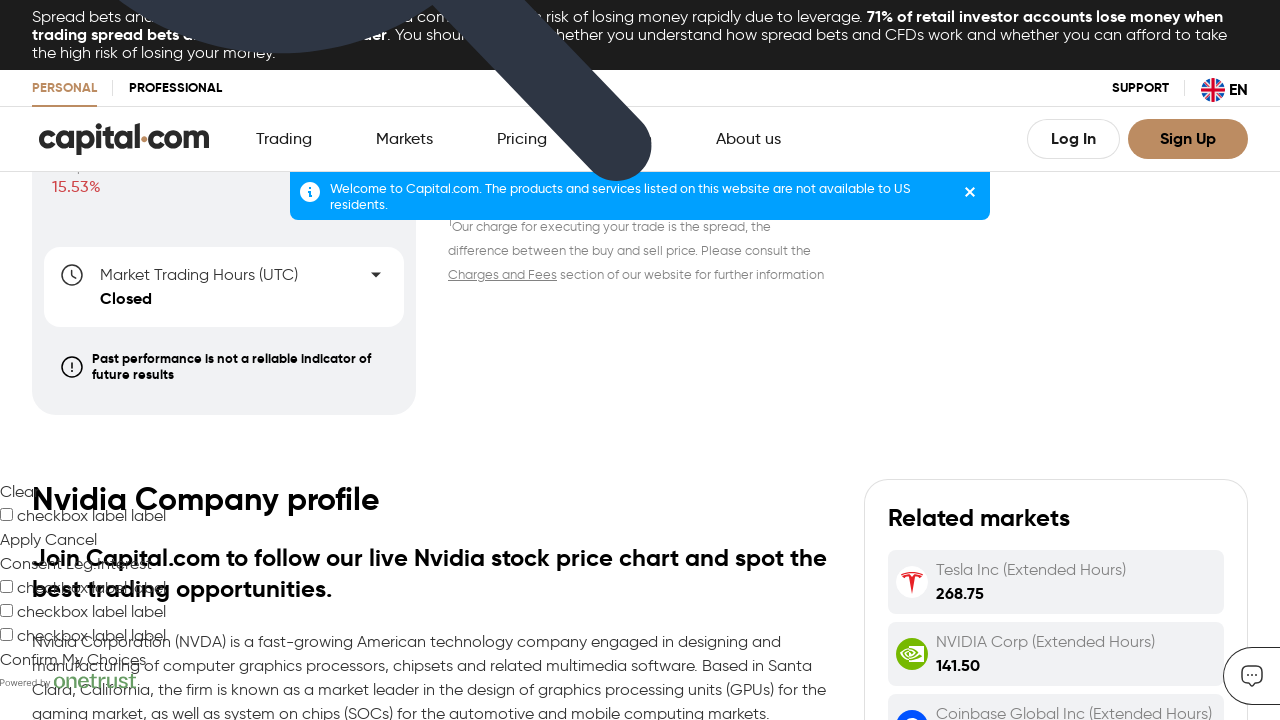 Spread bets and
risk of losing money rapidly due to leverage. 71% of retail investor accounts lose money when
trading spread bets
. You should
whether you understand how spread bets and CFDs work and whether you can afford to take
the high risk of losing your money.
PERSONAL
PROFESSIONAL
SUPPORT
EN
capital.com
Trading
Markets
Pricing
About us
Log In
Sign Up
15.53%
Welcome to Capital.com. The products and services listed on this website are not available to US
residents.
¹Our charge for executing your trade is the spread, the
difference between the buy and sell price. Please consult the
Charges and Fees section of our website for further information
Market Trading Hours (UTC)
Closed
Past performance is not a reliable indicator of
future results
Clear
checkbox label label
Apply Cancel
Consent Leg.Interest
checkbox label label
checkbox label label
checkbox label label
Confirm My Choices
Powered by onetrust
Nvidia Company profile
Join Capital.com to follow our live Nvidia stock price chart and spot the
best trading opportunities.
Nvidia Corporation (NVDA) is a fast-growing American technology company engaged in designing and
manufacturing of computer graphics processors, chipsets and related multimedia software. Based in Santa
Clara, California, the firm is known as a market leader in the design of graphics processing units (GPUs) for the
gaming market, as well as system on chips (SOCs) for the automotive and mobile computing markets.
Related markets
Tesla Inc (Extended Hours)
268.75
NVIDIA Corp (Extended Hours)
141.50
Coinbase Global Inc (Extended Hours)